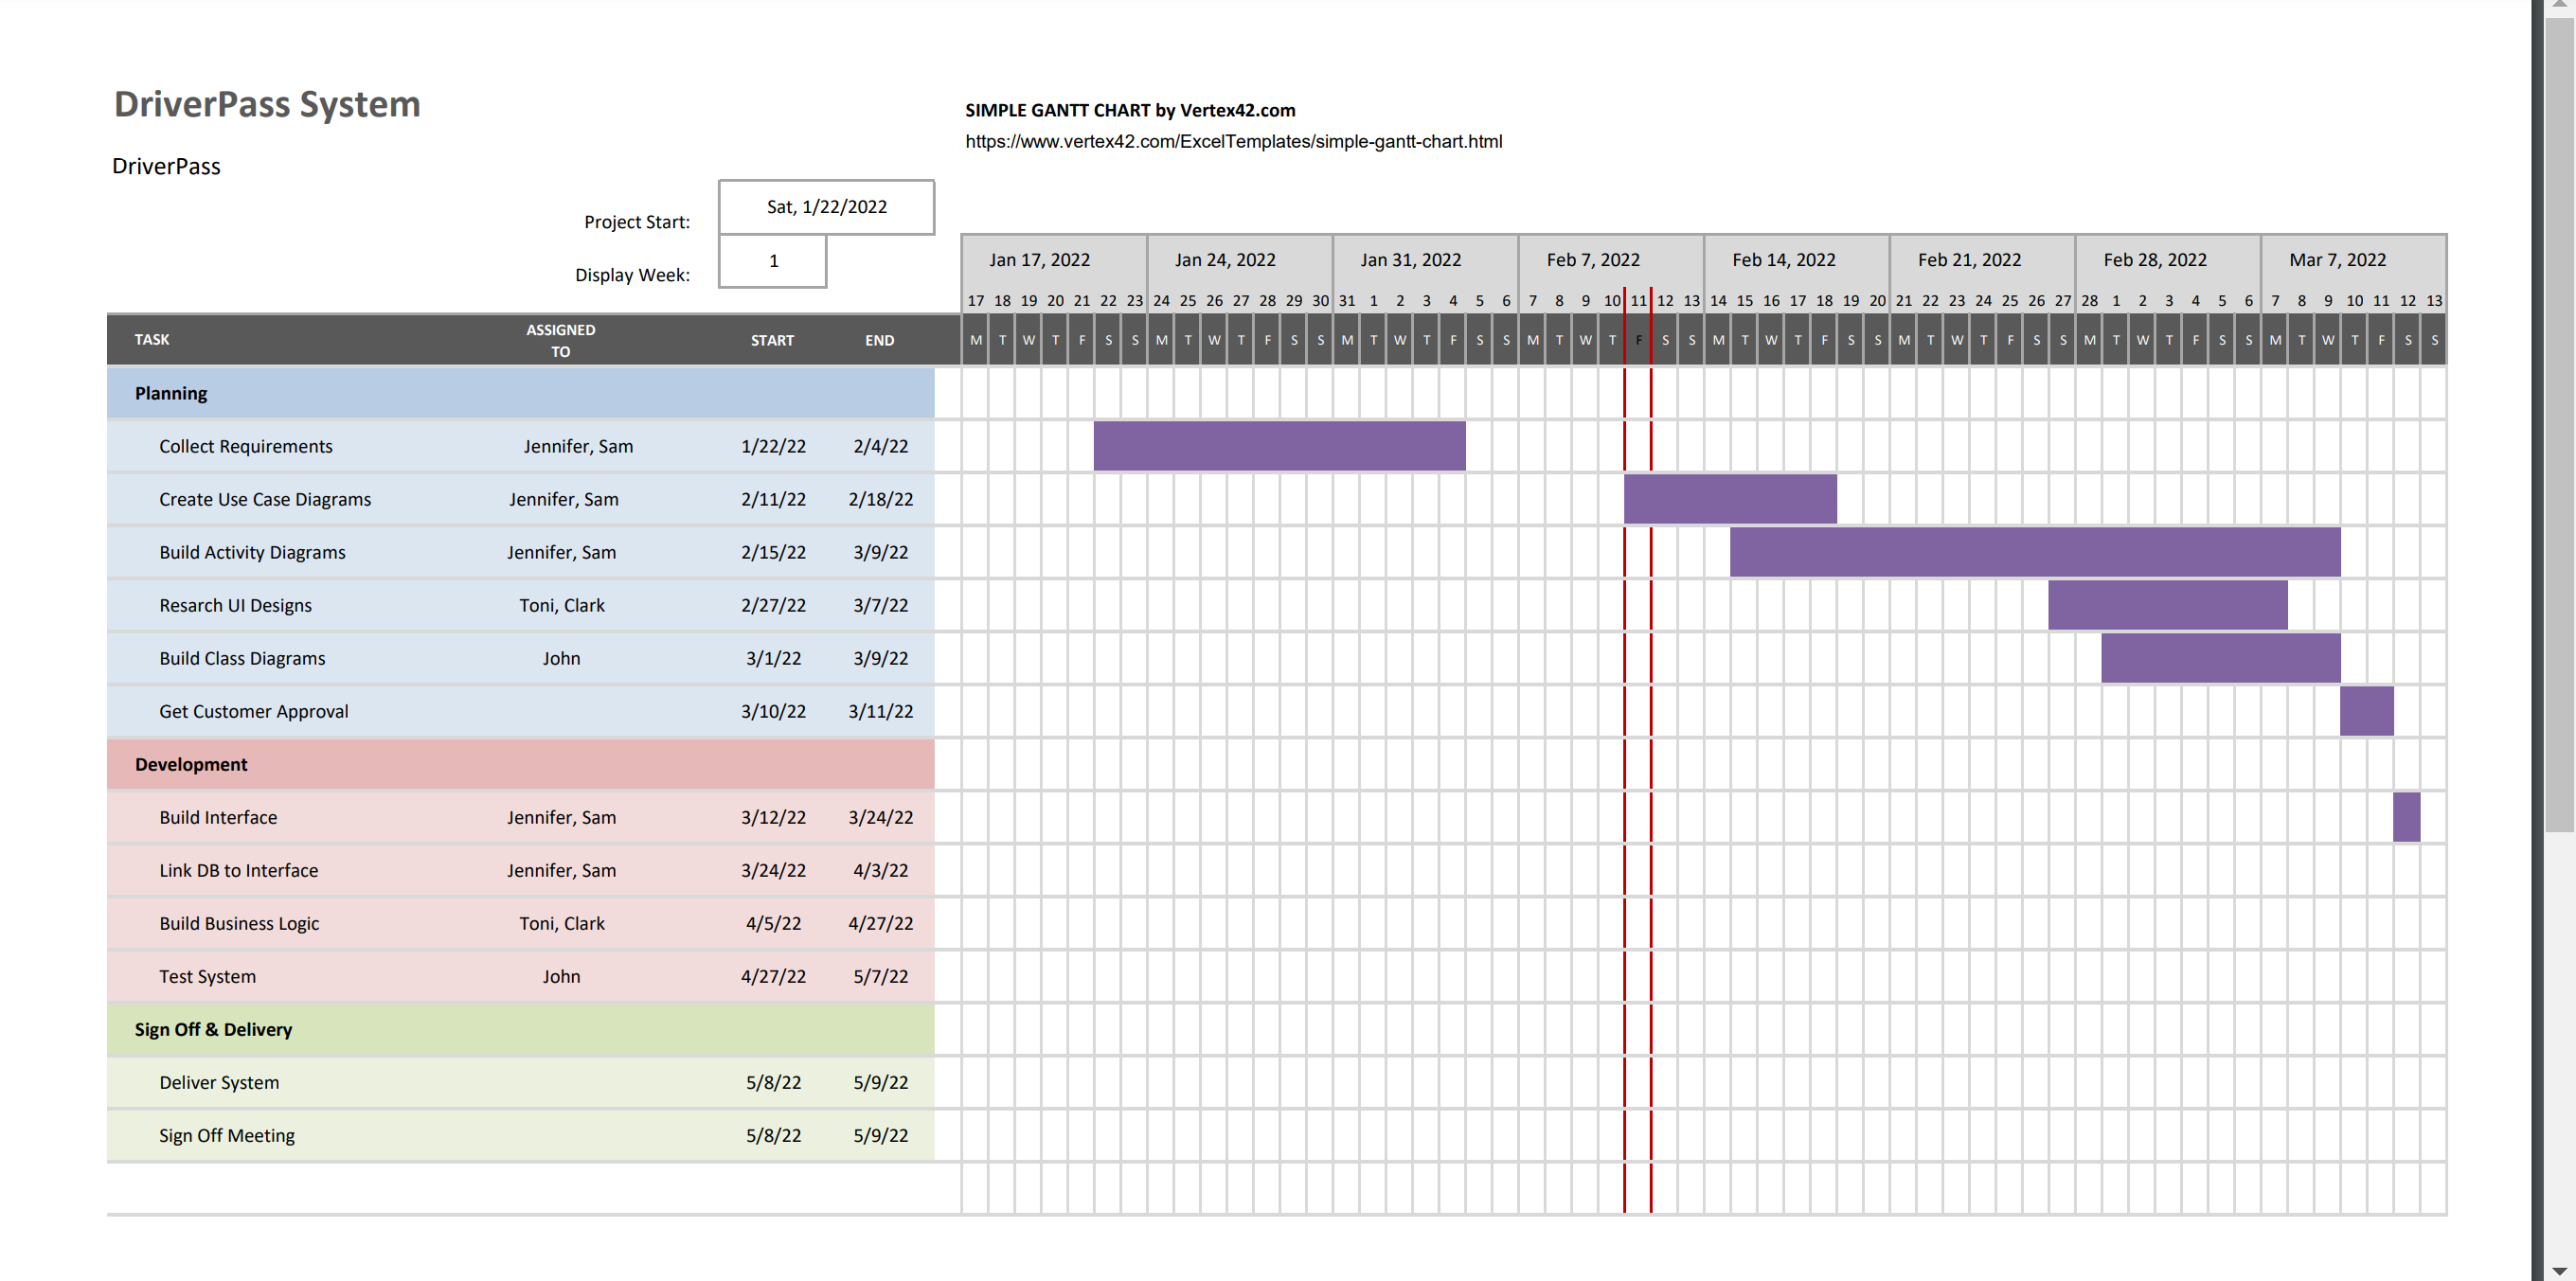 DriverPass System
SIMPLE GANTT CHART by Vertex42.com
https://www.vertex42.com/ExcelTemplates/simple-gantt-chart.html
DriverPass
Project Start: Sat, 1/22/2022
Display Week: 1
Jan 17, 2022 Jan 24, 2022 Jan 31, 2022 Feb 7, 2022 Feb 14, 2022 Feb 21, 2022 Feb 28, 2022 Mar 7, 2022
17 18 19 20 21 22 23 24 25 26 27 28 29 30 31 1 2 3 4 5 6 7 8 9 10 11 12 13 14 15 16 17 18 19 20 21 22 23 24 25 26 27 28 1 2 3 4 5 6 7 8 9 10 11 12 13
TASK ASSIGNED TO START END M T W T F S S M T W T F S S M T W T F S S M T W T F S S M T W T F S S M T W T F S S M T W T F S S M T W T F S S
Planning
Collect Requirements Jennifer, Sam 1/22/22 2/4/22
Create Use Case Diagrams Jennifer, Sam 2/11/22 2/18/22
Build Activity Diagrams Jennifer, Sam 2/15/22 3/9/22
Resarch UI Designs Toni, Clark 2/27/22 3/7/22
Build Class Diagrams John 3/1/22 3/9/22
Get Customer Approval 3/10/22 3/11/22
Development
Build Interface Jennifer, Sam 3/12/22 3/24/22
Link DB to Interface Jennifer, Sam 3/24/22 4/3/22
Build Business Logic Toni, Clark 4/5/22 4/27/22
Test System John 4/27/22 5/7/22
Sign Off & Delivery
Deliver System 5/8/22 5/9/22
Sign Off Meeting 5/8/22 5/9/22